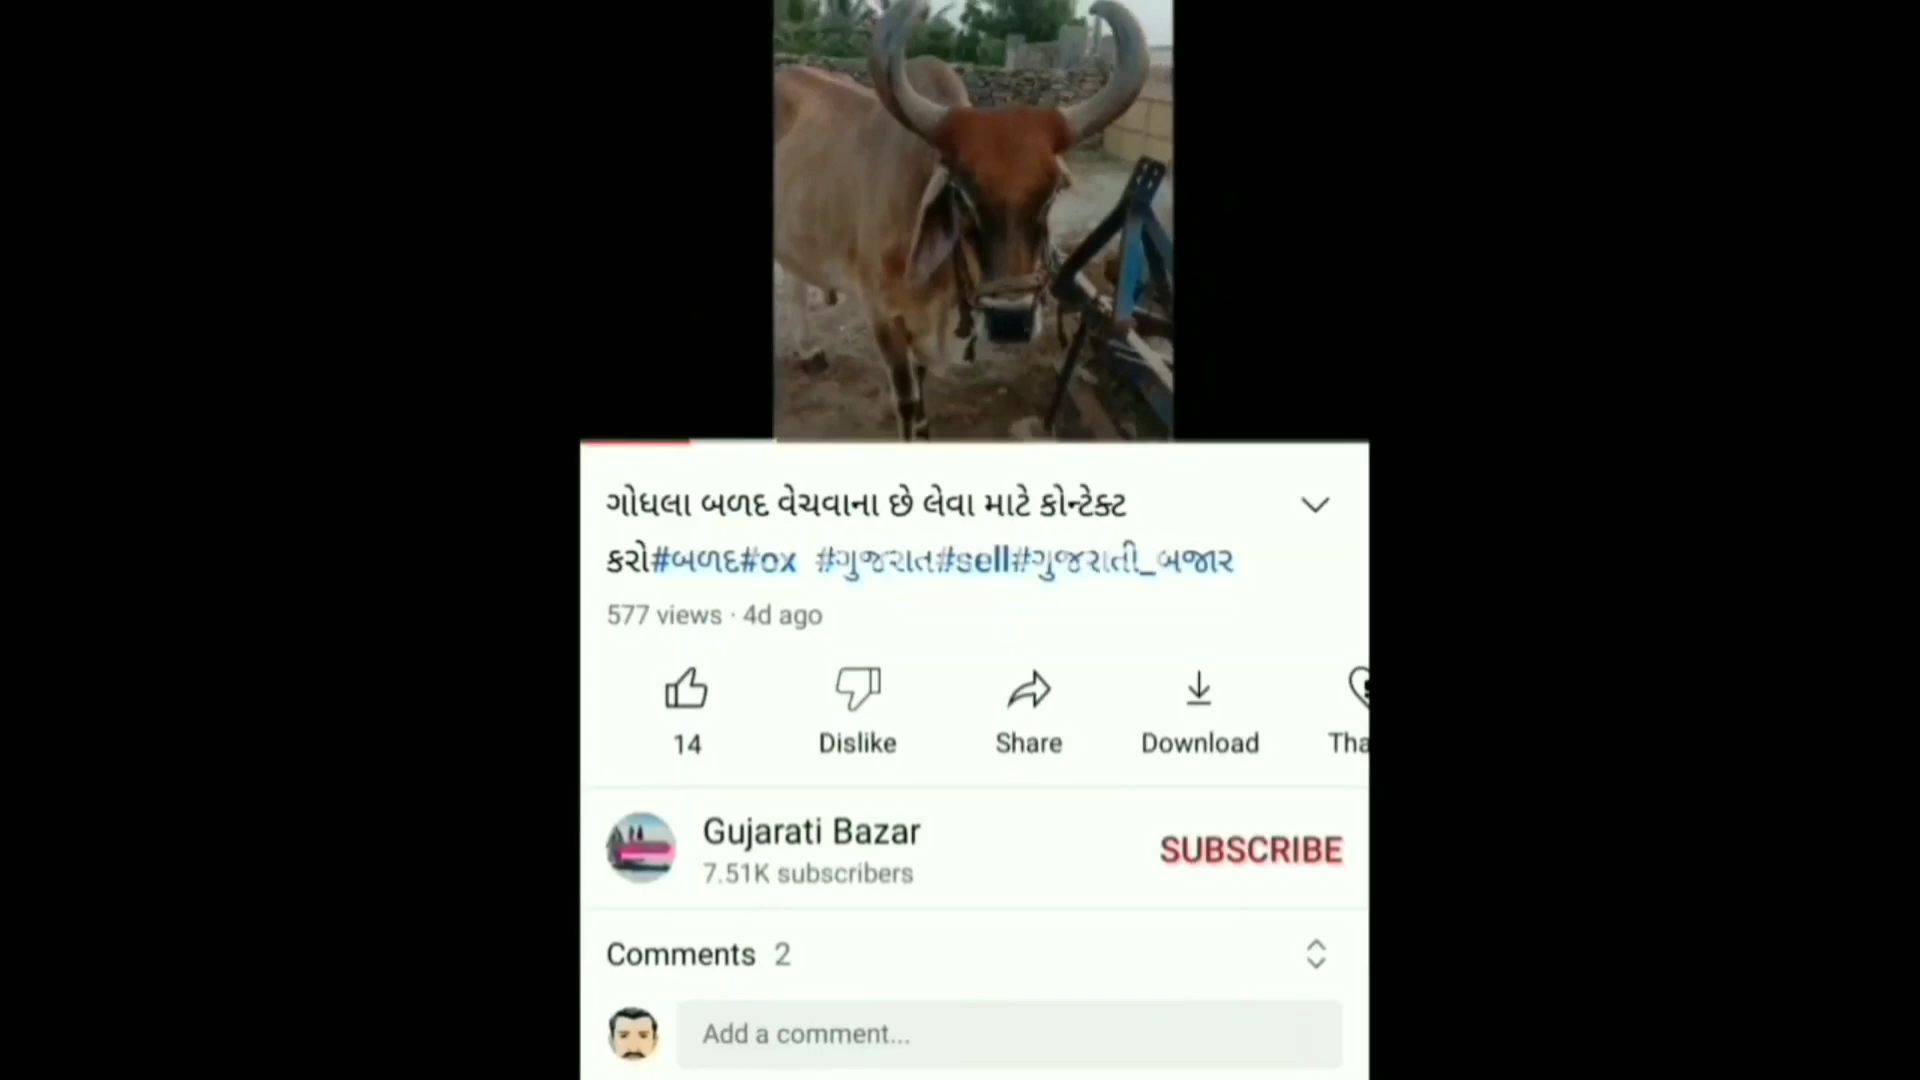 ગોધલા બળદ વેચવાના છે લેવા માટે કોન્ટેક્ટ
કરો#બળદ#ox #ગુજરાત#sell#ગુજરાતી_બજાર
577 views · 4d ago
14 Dislike Share Download Tha
Gujarati Bazar
SUBSCRIBE
7.51K subscribers
Comments 2
Add a comment...